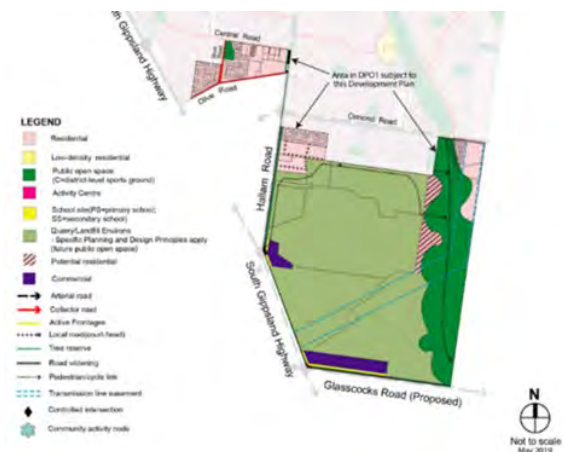 South Gippsland Highway
Central Road
Olive Road
Area in DPO1 subject to
this Development Plan
Ormond Road
Hallam Road
South Gippsland Highway
Glasscocks Road (Proposed)
LEGEND
Residential
Low-density residential
Public open space
(C=district-level sports ground)
Activity Centre
School site(PS=primary school;
SS=secondary school)
Quarry/Landfill Environs
- Specific Planning and Design Principles apply
(future public open space)
Potential residential
Commercial
Arterial road
Collector road
Active Frontages
Local road(court head)
Tree reserve
Road widening
Pedestrian/cycle link
Transmission line easement
Controlled intersection
Community activity node
N
Not to scale
May 2019